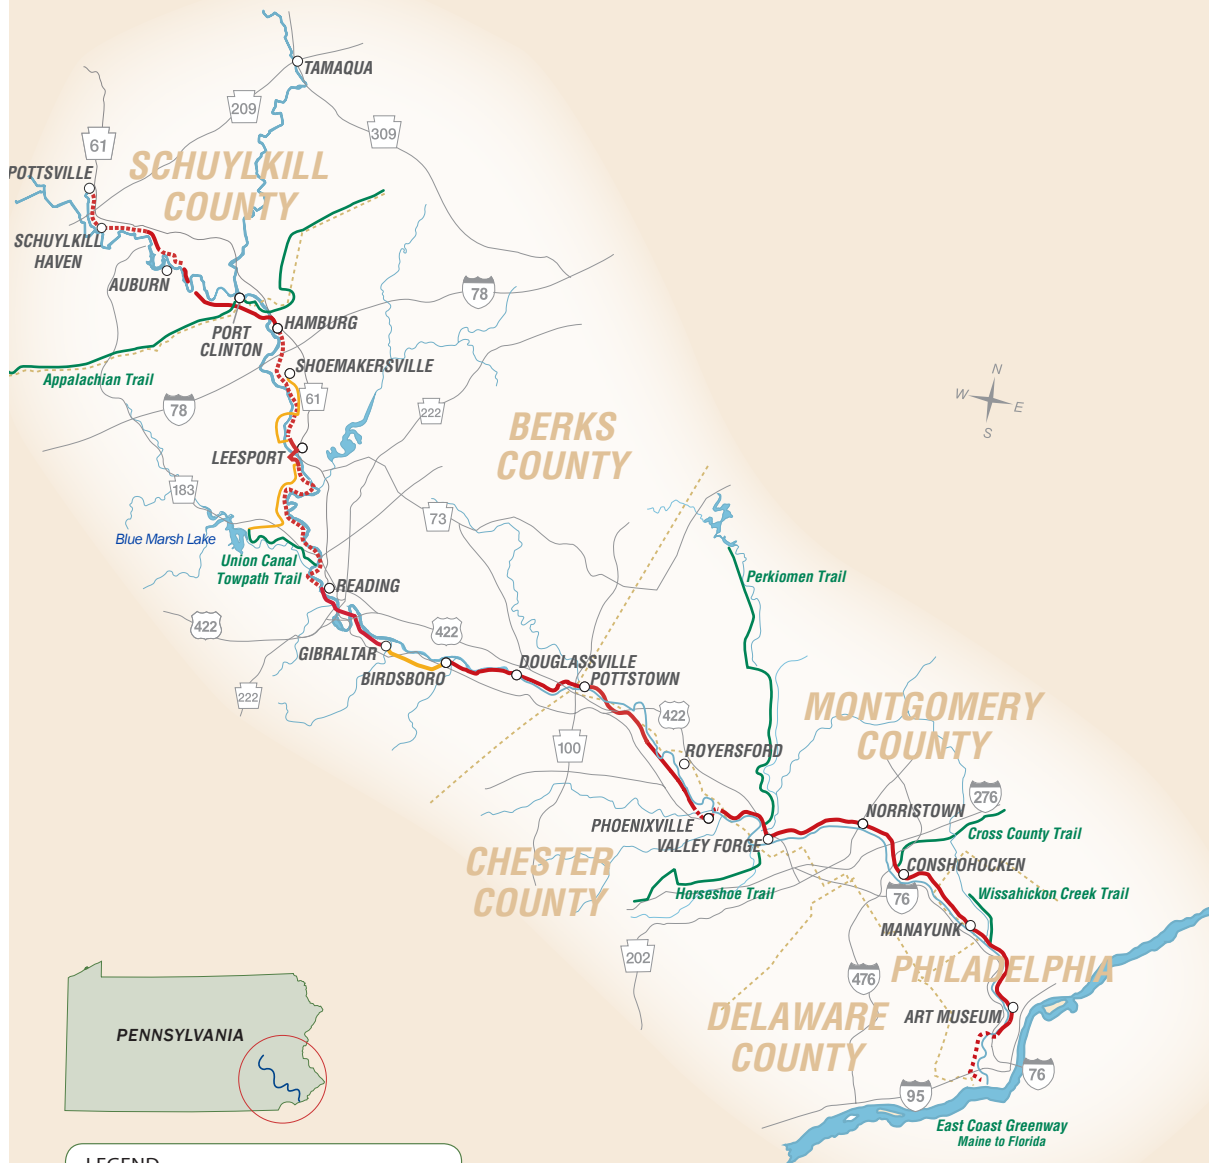 TAMAQUA
209
309
61
SCHUYLKILL
COUNTY
POTTSVILLE
SCHUYLKILL
HAVEN
AUBURN
78
PORT
CLINTON
HAMBURG
SHOEMAKERSVILLE
Appalachian Trail
61
78
222
N
W
E
S
BERKS
COUNTY
LEESPORT
183
73
Blue Marsh Lake
Union Canal
Towpath Trail
READING
Perkiomen Trail
422
422
GIBRALTAR
BIRDSBORO
DOUGLASSVILLE
POTTSTOWN
222
422
MONTGOMERY
COUNTY
100
ROYERSFORD
276
NORRISTOWN
PHOENIXVILLE
VALLEY FORGE
Cross County Trail
CHESTER
COUNTY
CONSHOHOCKEN
Horseshoe Trail
76
Wissahickon Creek Trail
MANAYUNK
202
476
PHILADELPHIA
DELAWARE
COUNTY
ART MUSEUM
PENNSYLVANIA
76
95
East Coast Greenway
Maine to Florida
LEGEND